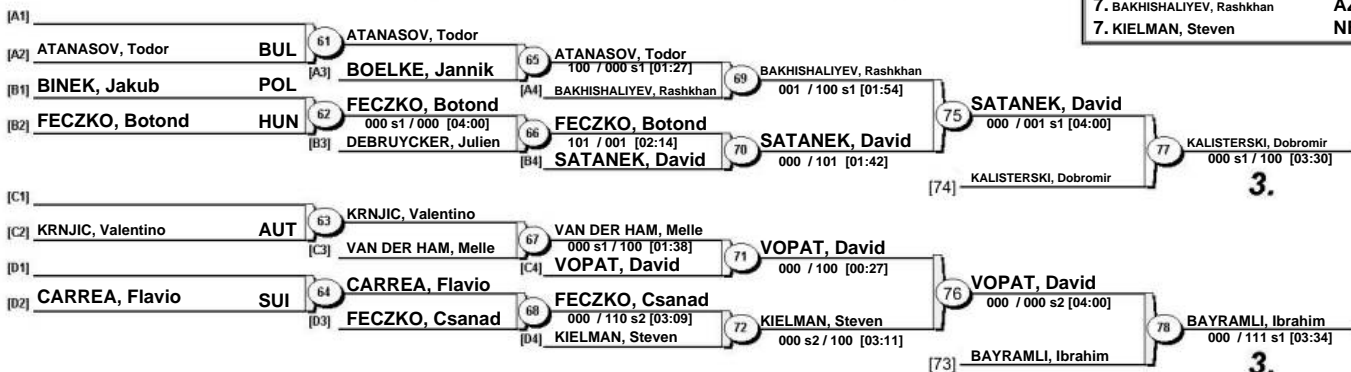 7. BAKHISHALIYEV, Rashkhan
7. KIELMAN, Steven
[A1]
[A2] ATANASOV, Todor BUL
61
ATANASOV, Todor
[A3] BOELKE, Jannik
65
ATANASOV, Todor
100 / 000 s1 [01:27]
[A4] BAKHISHALIYEV, Rashkhan
69
BAKHISHALIYEV, Rashkhan
001 / 100 s1 [01:54]
[B1] BINEK, Jakub POL
[B2] FECZKO, Botond HUN
62
FECZKO, Botond
000 s1 / 000 [04:00]
[B3] DEBRUYCKER, Julien
66
FECZKO, Botond
101 / 001 [02:14]
[B4] SATANEK, David
70
SATANEK, David
000 / 101 [01:42]
75
SATANEK, David
000 / 001 s1 [04:00]
[74] KALISTERSKI, Dobromir
77
KALISTERSKI, Dobromir
000 s1 / 100 [03:30]
3.
[C1]
[C2] KRNJIC, Valentino AUT
63
KRNJIC, Valentino
[C3] VAN DER HAM, Melle
67
VAN DER HAM, Melle
000 s1 / 100 [01:38]
[C4] VOPAT, David
71
VOPAT, David
000 / 100 [00:27]
[D1]
[D2] CARREA, Flavio SUI
64
CARREA, Flavio
[D3] FECZKO, Csanad
68
FECZKO, Csanad
000 / 110 s2 [03:09]
[D4] KIELMAN, Steven
72
KIELMAN, Steven
000 s2 / 100 [03:11]
76
VOPAT, David
000 / 000 s2 [04:00]
[73] BAYRAMLI, Ibrahim
78
BAYRAMLI, Ibrahim
000 / 111 s1 [03:34]
3.